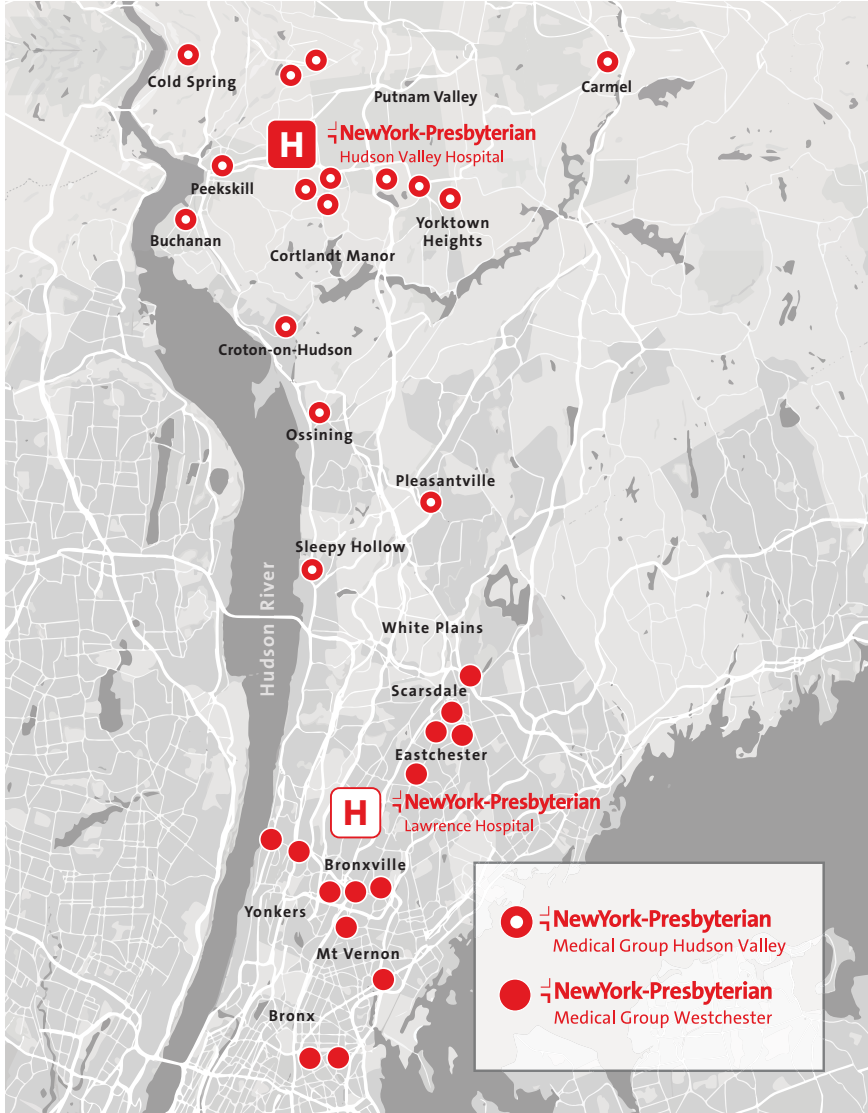 Cold Spring
Carmel
Putnam Valley
H
NewYork-Presbyterian
Hudson Valley Hospital
Peekskill
Buchanan
Yorktown
Heights
Cortlandt Manor
Croton-on-Hudson
Ossining
Pleasantville
Sleepy Hollow
Hudson River
White Plains
Scarsdale
Eastchester
H
NewYork-Presbyterian
Lawrence Hospital
Bronxville
Yonkers
Mt Vernon
Bronx
NewYork-Presbyterian
Medical Group Hudson Valley
NewYork-Presbyterian
Medical Group Westchester